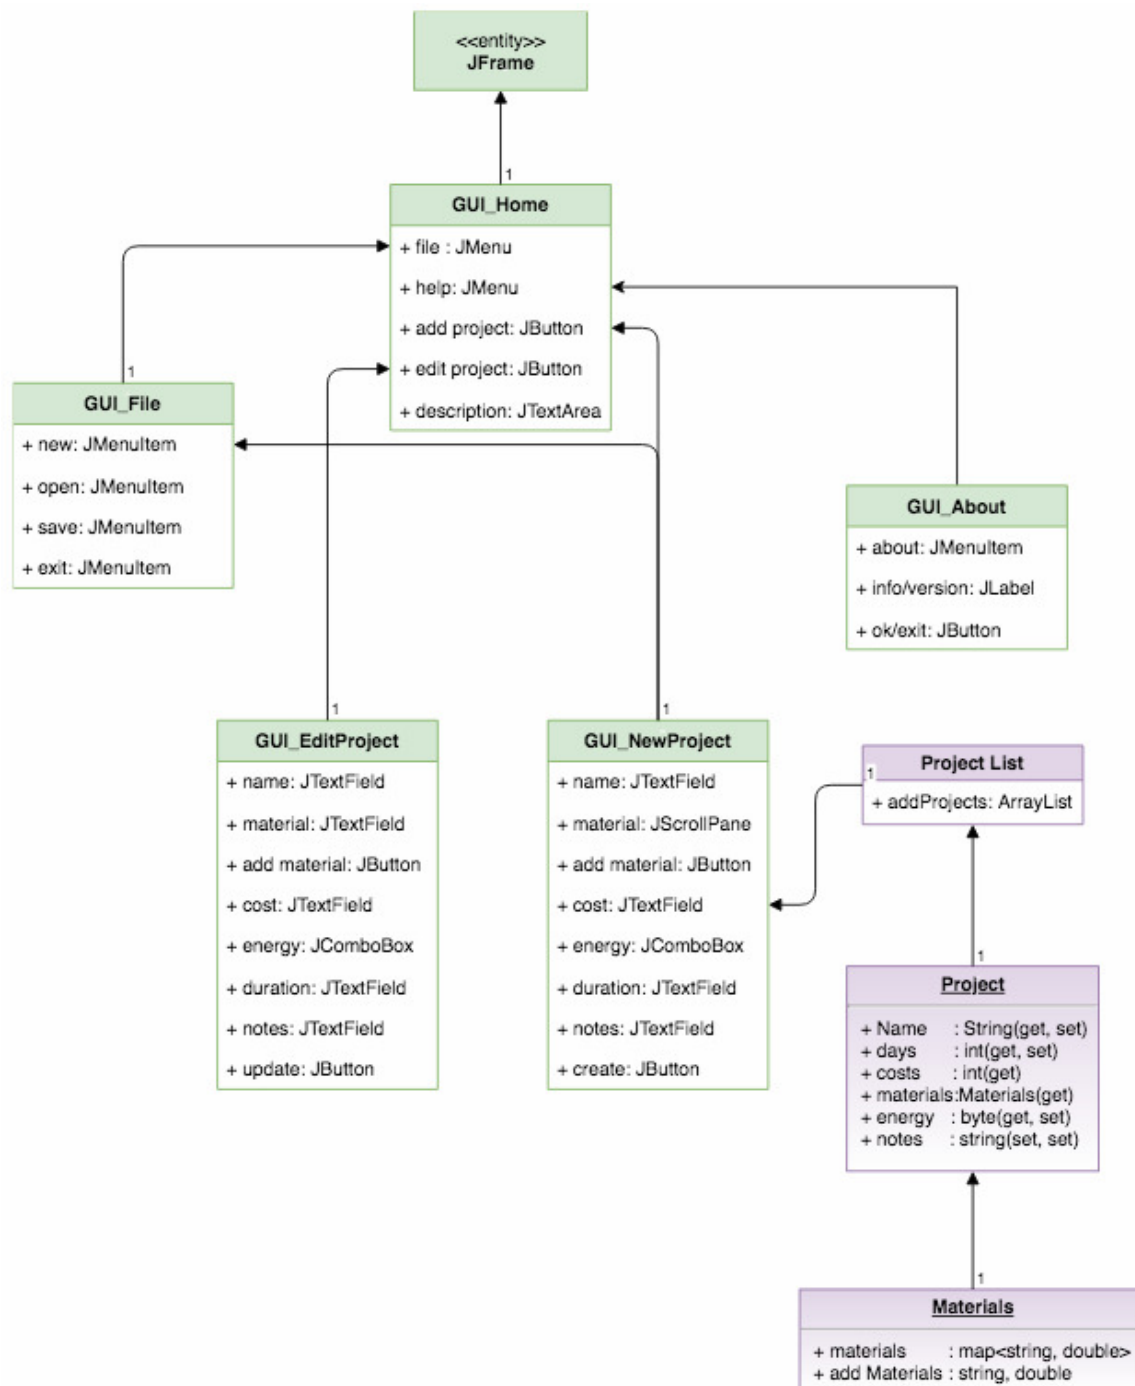 <<entity>>
JFrame
1
GUI_Home
+ file : JMenu
+ help: JMenu
+ add project: JButton
+ edit project: JButton
+ description: JTextArea
1
GUI_File
+ new: JMenuItem
+ open: JMenuItem
+ save: JMenuItem
+ exit: JMenuItem
GUI_About
+ about: JMenuItem
+ info/version: JLabel
+ ok/exit: JButton
1
GUI_EditProject
+ name: JTextField
+ material: JTextField
+ add material: JButton
+ cost: JTextField
+ energy: JComboBox
+ duration: JTextField
+ notes: JTextField
+ update: JButton
1
GUI_NewProject
+ name: JTextField
+ material: JScrollPane
+ add material: JButton
+ cost: JTextField
+ energy: JComboBox
+ duration: JTextField
+ notes: JTextField
+ create: JButton
Project List
1
+ addProjects: ArrayList
1
Project
+ Name : String(get, set)
+ days : int(get, set)
+ costs : int(get)
+ materials:Materials(get)
+ energy : byte(get, set)
+ notes : string(set, set)
1
Materials
+ materials : map<string, double>
+ add Materials : string, double